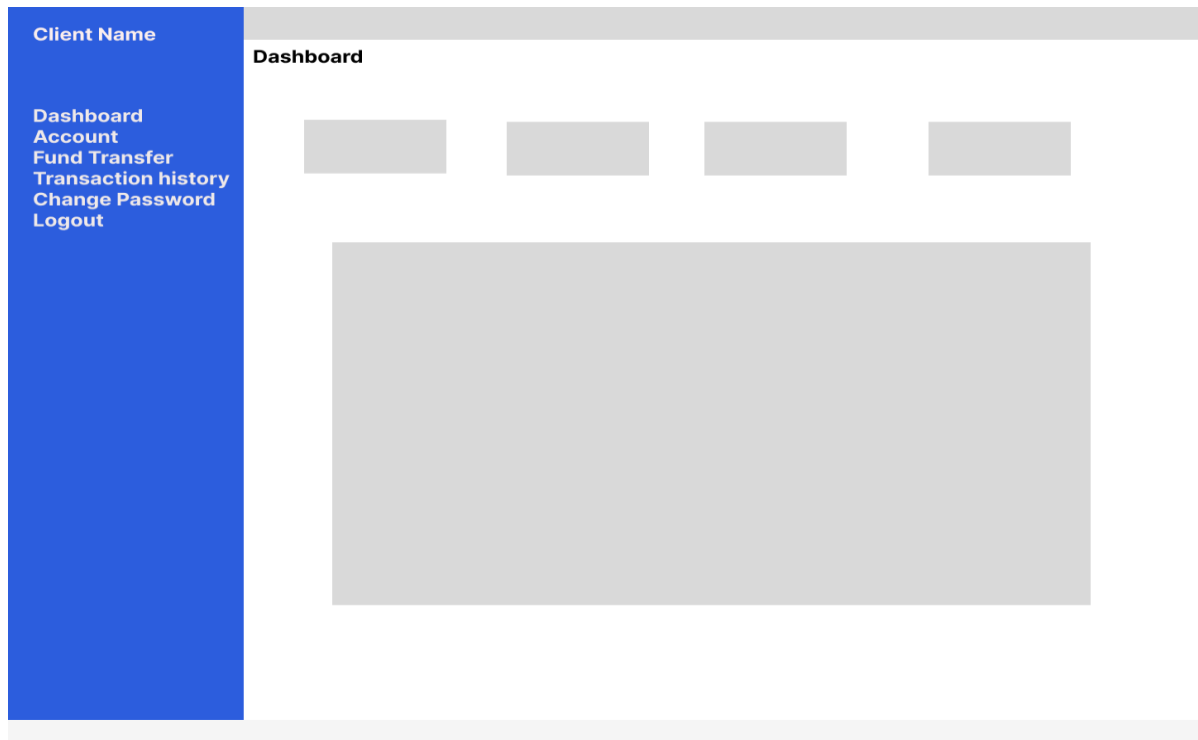 Client Name
Dashboard
Dashboard
Account
Fund Transfer
Transaction history
Change Password
Logout